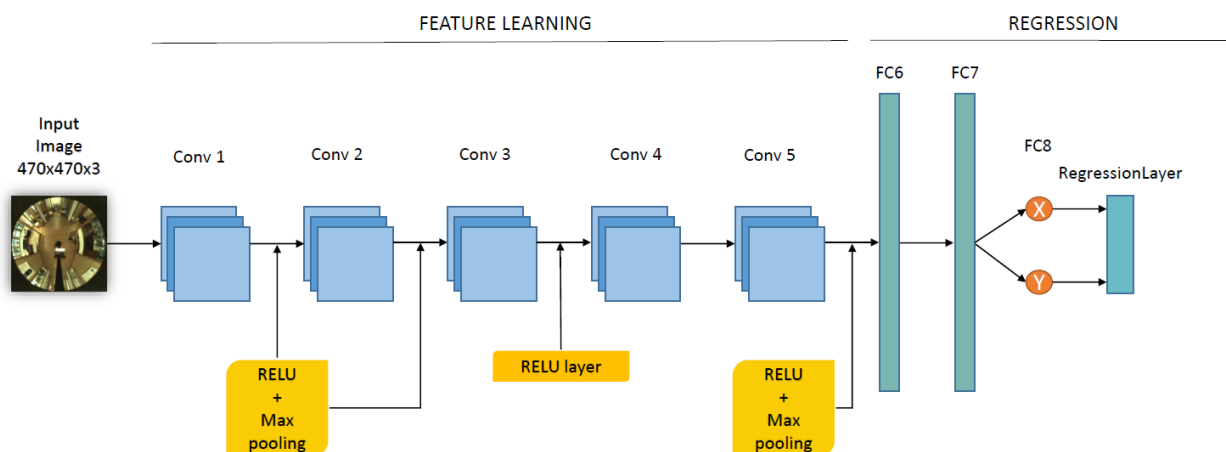 FEATURE LEARNING
REGRESSION
FC6
FC7
Input
Image
470x470x3
Conv 1
Conv 2
Conv 3
Conv 4
Conv 5
FC8
RegressionLayer
X
Y
RELU
+
Max
pooling
RELU layer
RELU
+
Max
pooling